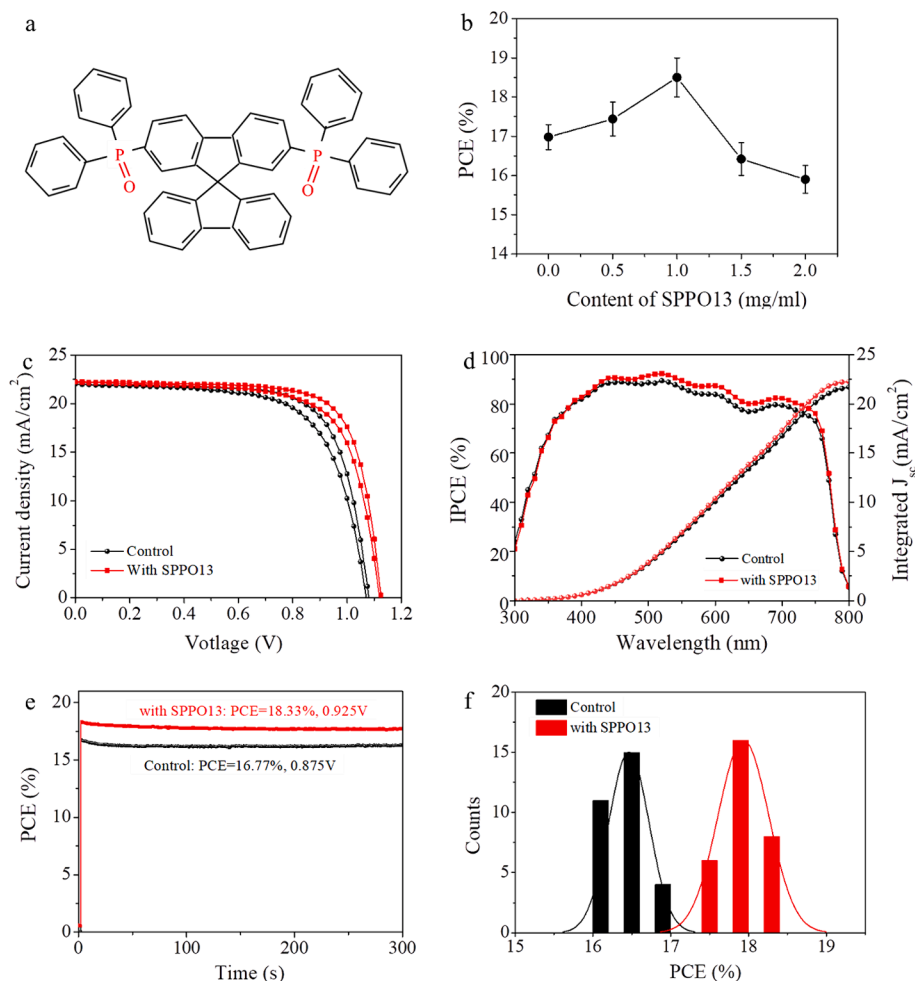 a
P
O
P
O
b
PCE (%)
19
18
17
16
15
14
0.0 0.5 1.0 1.5 2.0
Content of SPPO13 (mg/ml)
c
Current density (mA/cm²)
25
20
15
10
5
0
Control
With SPPO13
0.0 0.2 0.4 0.6 0.8 1.0 1.2
Votlage (V)
d
IPCE (%)
100
80
60
40
20
0
Control
with SPPO13
300 400 500 600 700 800
Wavelength (nm)
25
20
15
10
5
0
Integrated Jsc (mA/cm²)
e
PCE (%)
20
15
10
5
0
with SPPO13: PCE=18.33%, 0.925V
Control: PCE=16.77%, 0.875V
0 100 200 300
Time (s)
f
Counts
20
15
10
5
0
Control
with SPPO13
15 16 17 18 19
PCE (%)